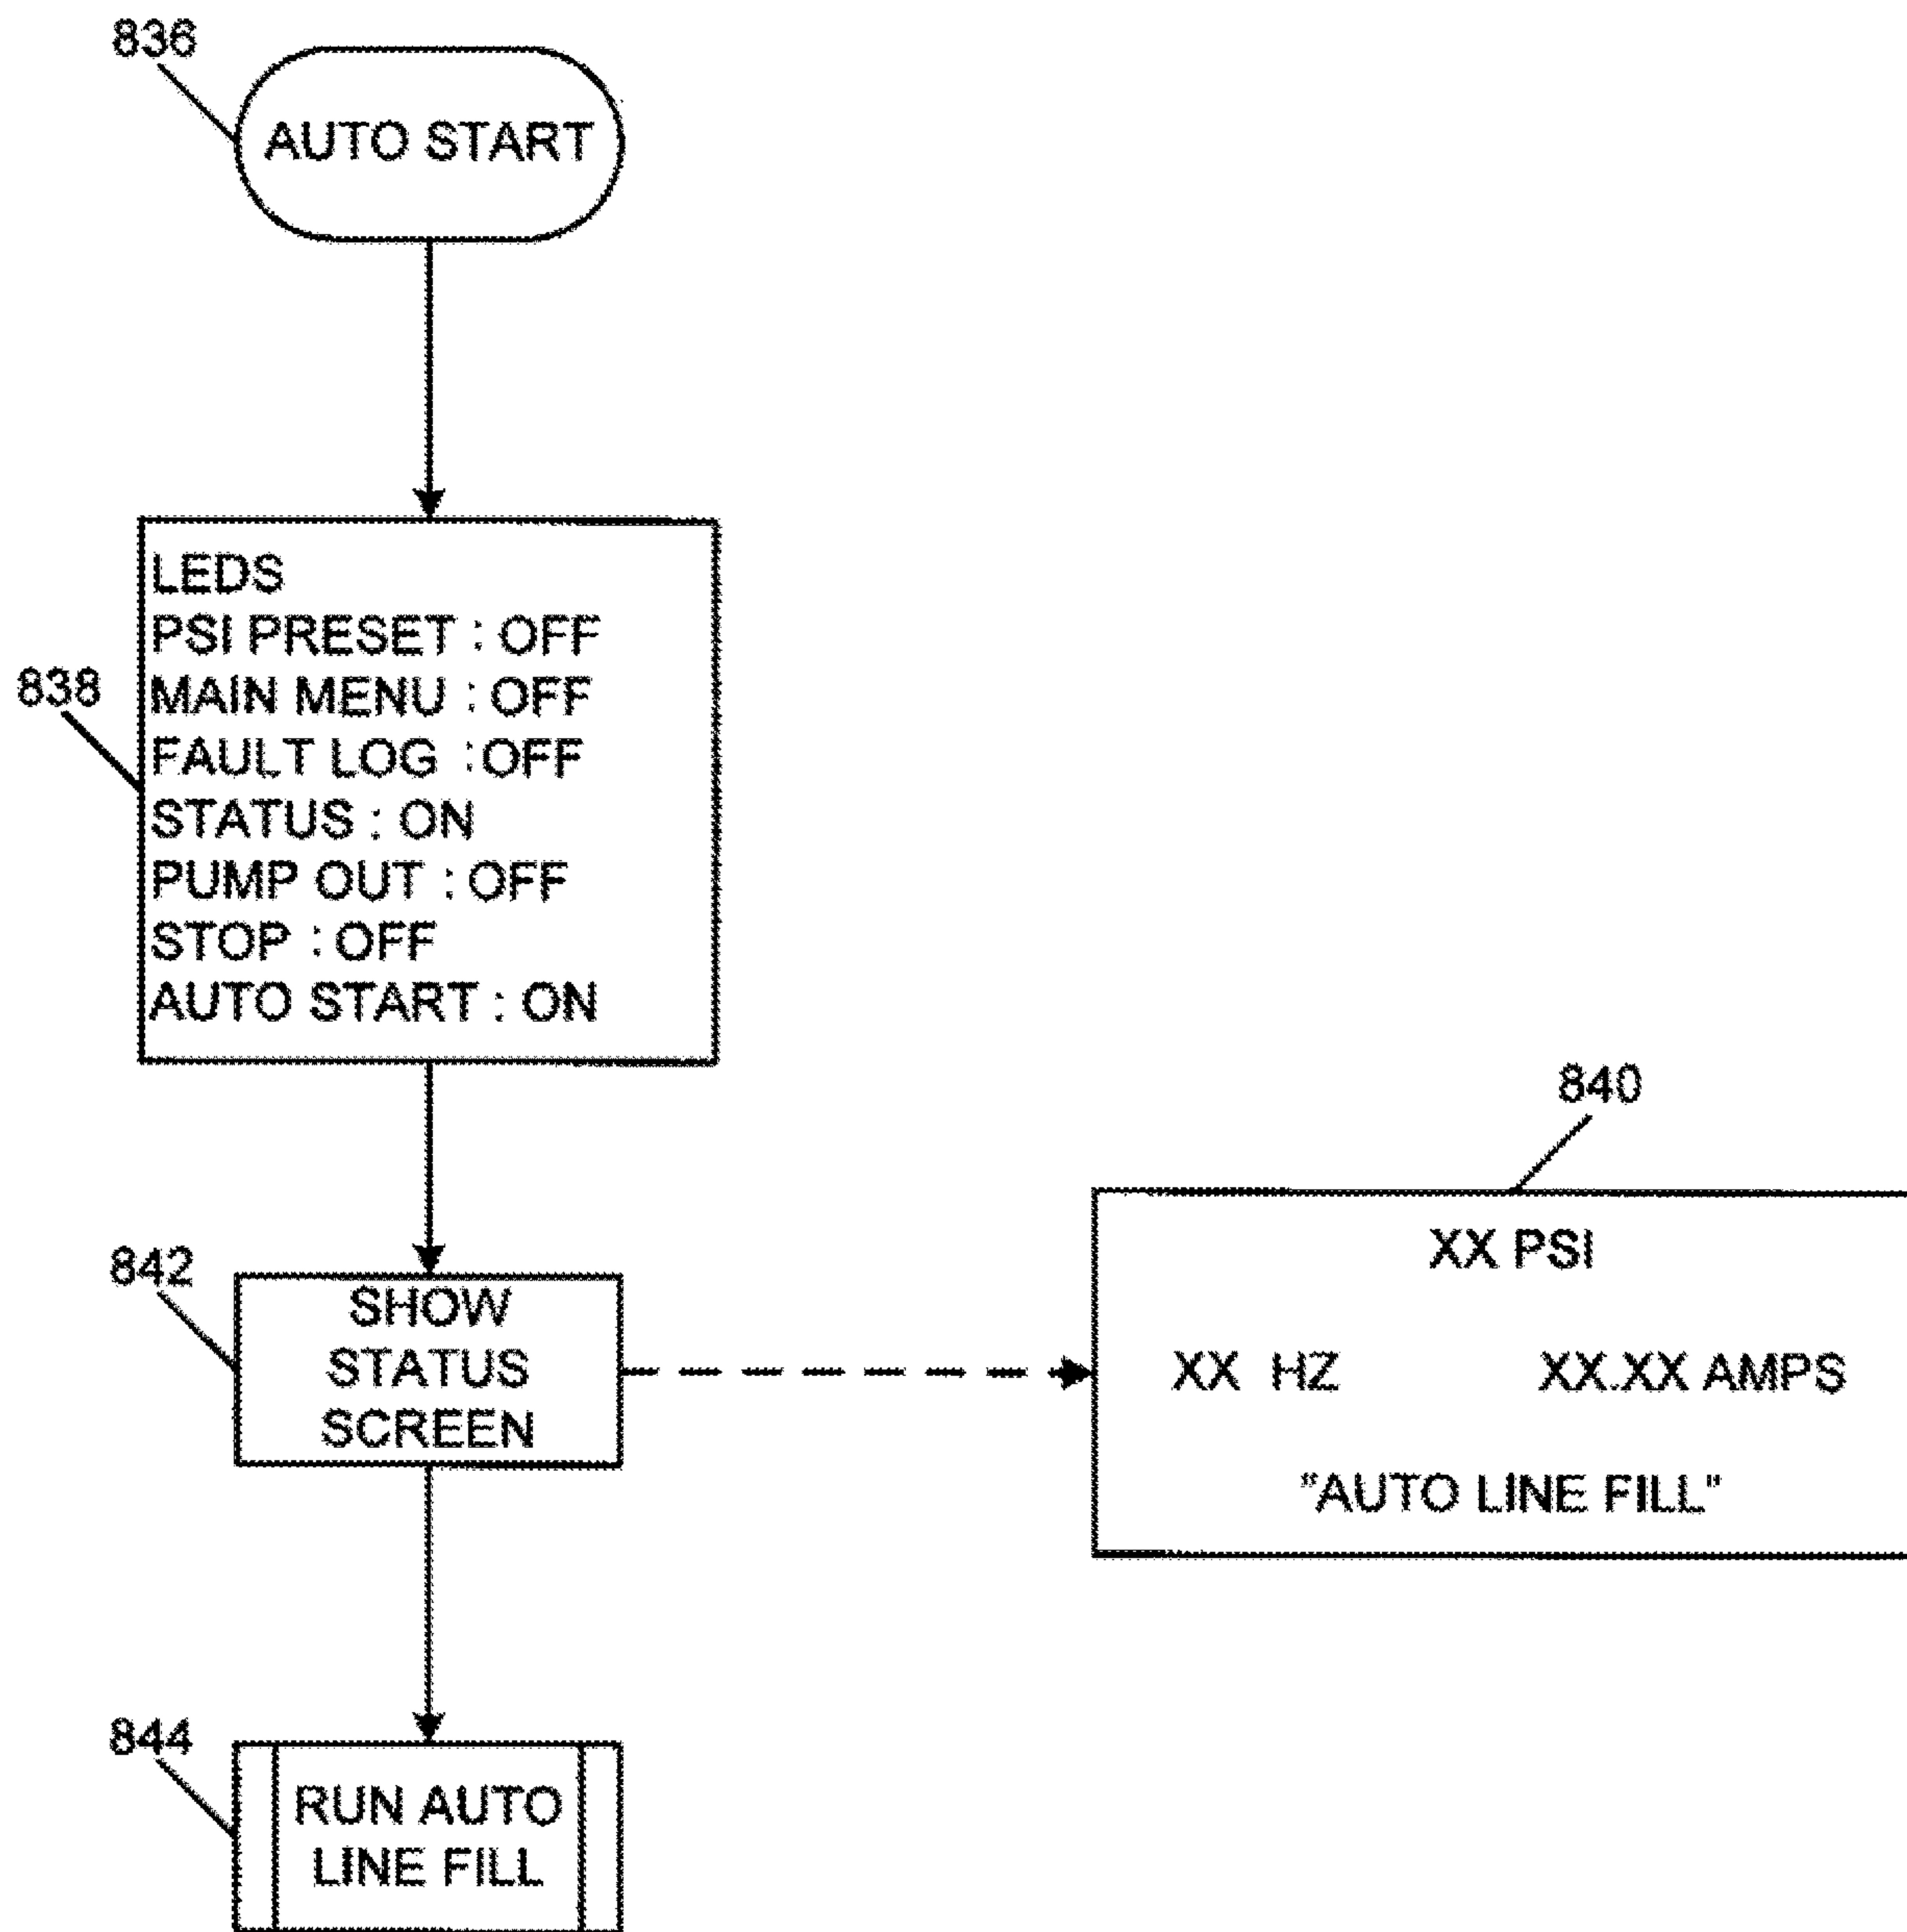 836
AUTO START
838
LEDS
PSI PRESET : OFF
MAIN MENU : OFF
FAULT LOG : OFF
STATUS : ON
PUMP OUT : OFF
STOP : OFF
AUTO START : ON
842
SHOW
STATUS
SCREEN
840
XX PSI
XX HZ XX.XX AMPS
"AUTO LINE FILL"
844
RUN AUTO
LINE FILL